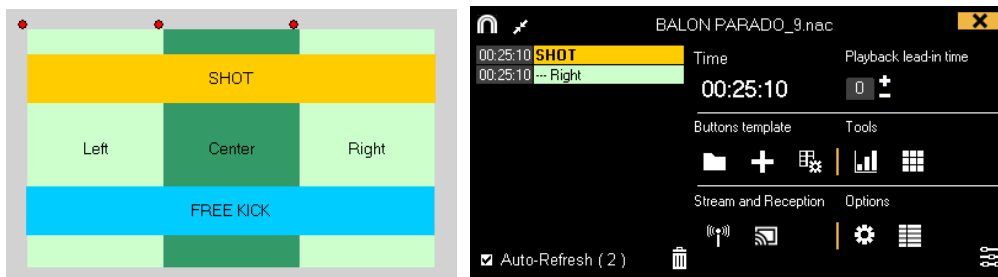 SHOT
Left Center Right
FREE KICK
BALON PARADO_9.nac
00:25:10 SHOT
00:25:10 --- Right
Time
Playback lead-in time
00:25:10
0
Buttons template
Tools
Stream and Reception
Options
Auto-Refresh ( 2 )